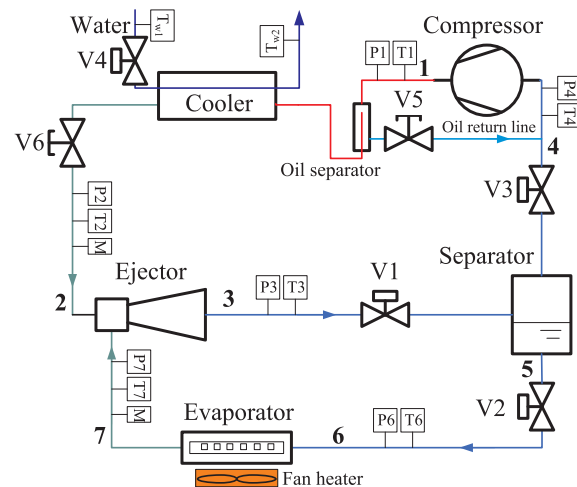 Water
T_w1
T_w2
Compressor
V4
P1
T1
1
Cooler
V5
P4
T4
V6
Oil return line
4
Oil separator
V3
P2
T2
M
Ejector
Separator
2
3
P3
T3
V1
P7
T7
M
5
Evaporator
V2
7
6
P6
T6
Fan heater